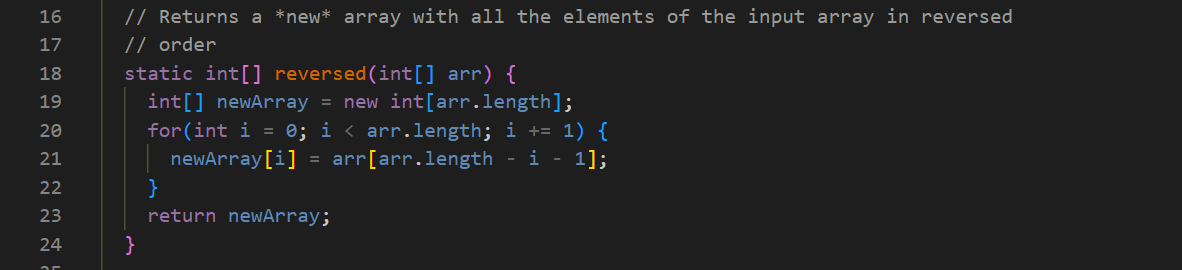 16 // Returns a *new* array with all the elements of the input array in reversed
17 // order
18 static int[] reversed(int[] arr) {
19 int[] newArray = new int[arr.length];
20 for(int i = 0; i < arr.length; i += 1) {
21 newArray[i] = arr[arr.length - i - 1];
22 }
23 return newArray;
24 }